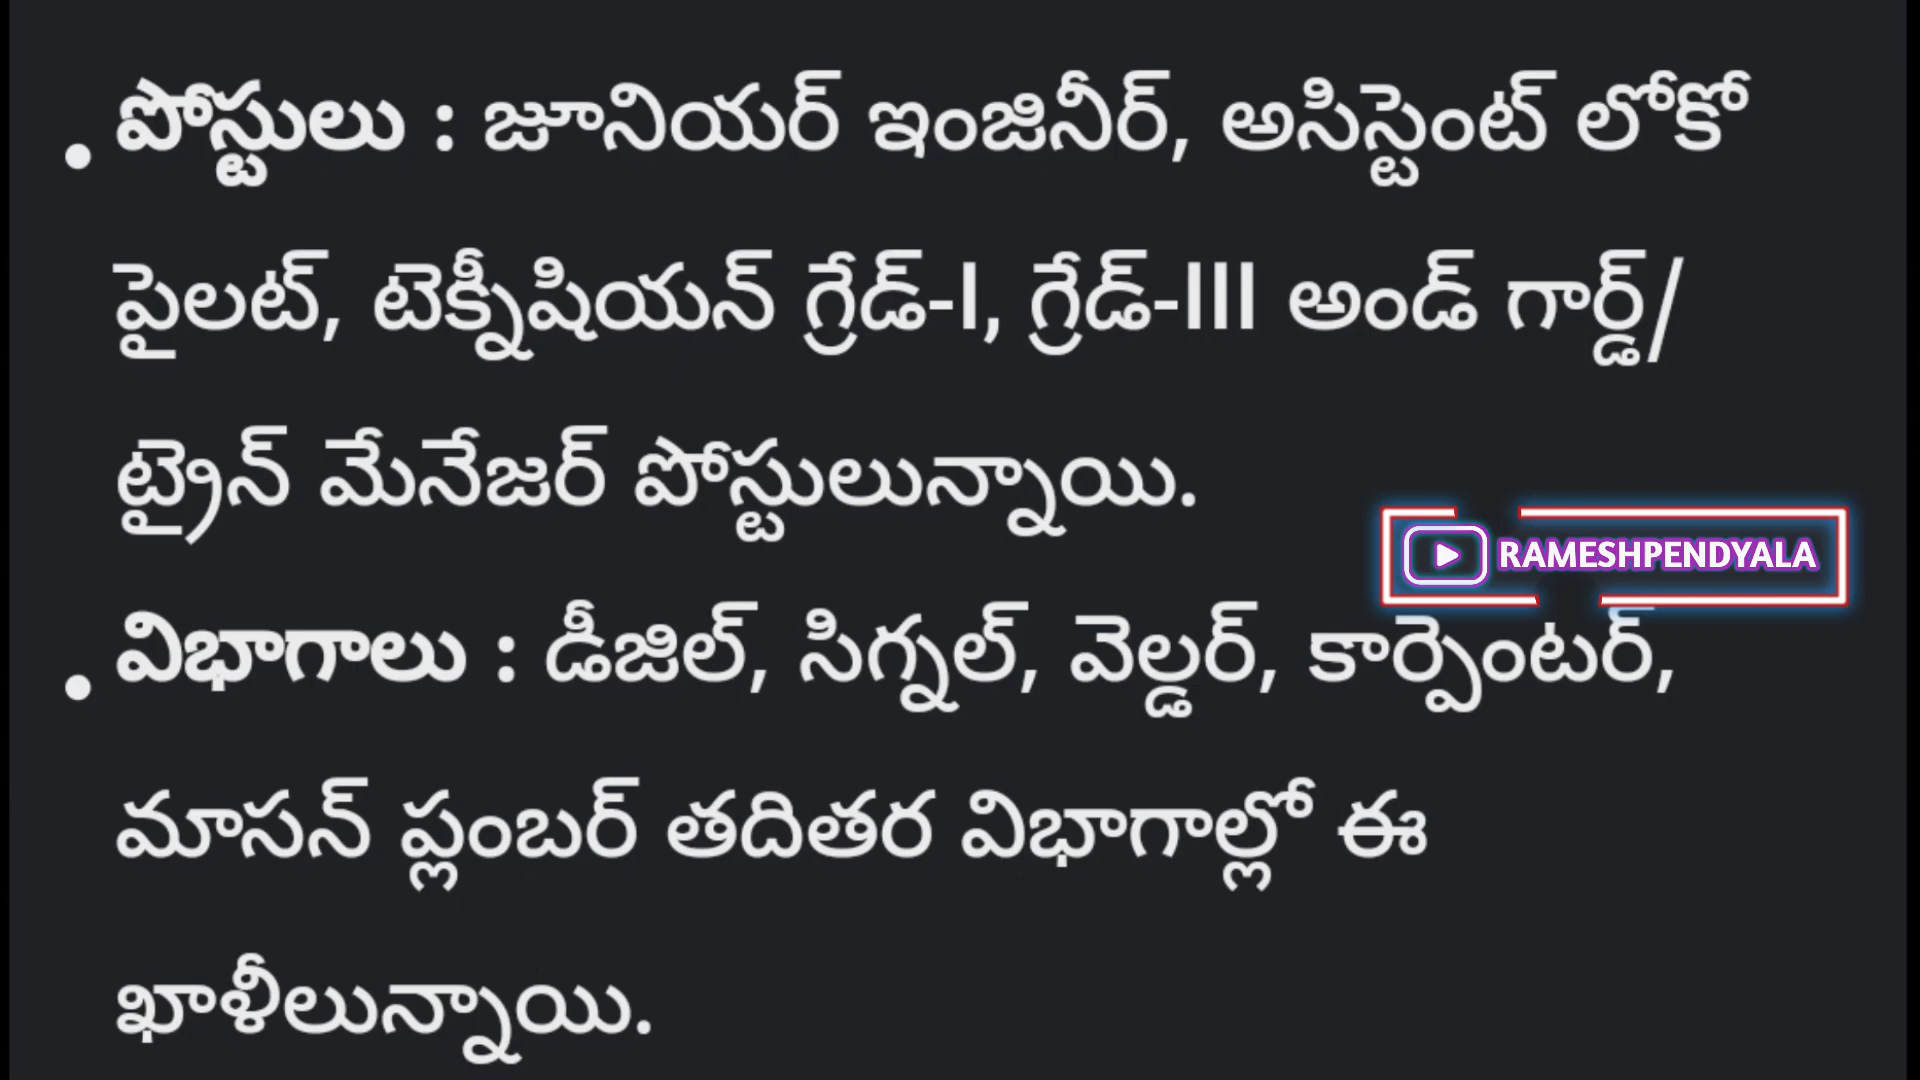 • పోస్టులు : జూనియర్ ఇంజినీర్, అసిస్టెంట్ లోకో
పైలట్, టెక్నీషియన్ గ్రేడ్-I, గ్రేడ్-III అండ్ గార్డ్/
ట్రైన్ మేనేజర్ పోస్టులున్నాయి.
RAMESHPENDYALA
• విభాగాలు : డీజిల్, సిగ్నల్, వెల్డర్, కార్పెంటర్,
మాసన్ ప్లంబర్ తదితర విభాగాల్లో ఈ
ఖాళీలున్నాయి.